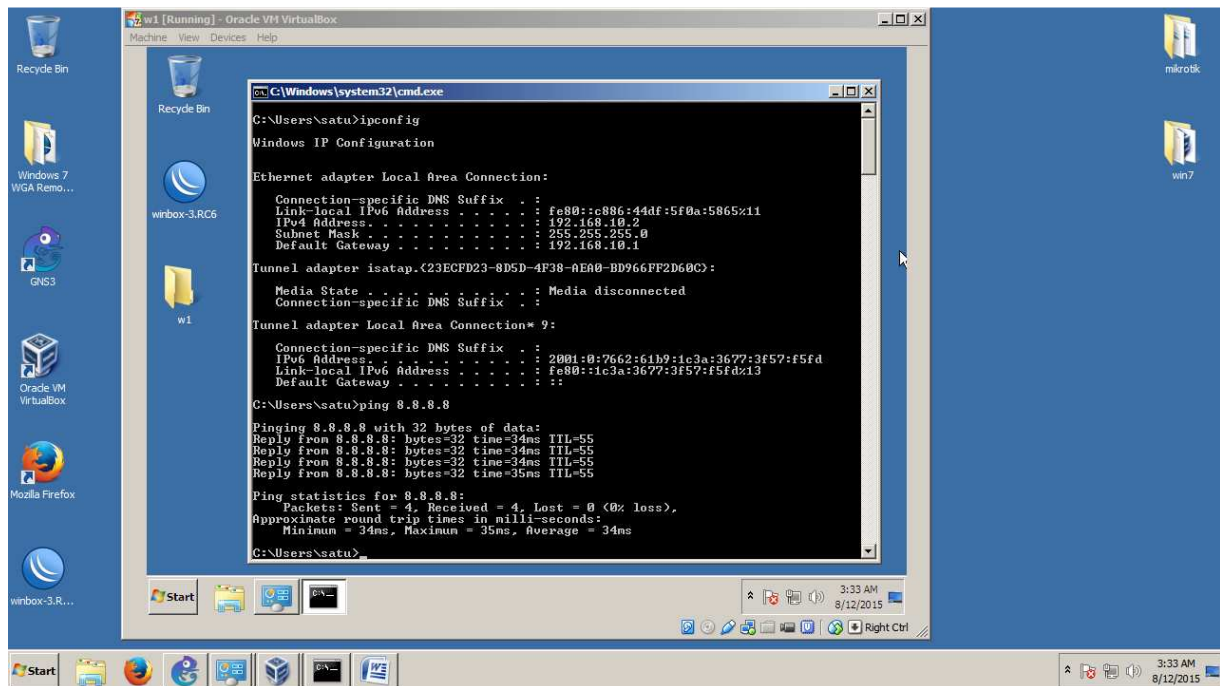 Recycle Bin
Windows 7
WGA Remo...
GNS3
Oracle VM
VirtualBox
Mozilla Firefox
winbox-3.R...
w1 [Running] - Oracle VM VirtualBox
Machine View Devices Help
Recycle Bin
winbox-3.RC6
w1
C:\Windows\system32\cmd.exe
C:\Users\satu>ipconfig
Windows IP Configuration
Ethernet adapter Local Area Connection:
Connection-specific DNS Suffix . :
Link-local IPv6 Address . . . . . : fe80::c886:44df:5f0a:5865%11
IPv4 Address. . . . . . . . . . . : 192.168.10.2
Subnet Mask . . . . . . . . . . . : 255.255.255.0
Default Gateway . . . . . . . . . : 192.168.10.1
Tunnel adapter isatap.{23ECFD23-8D5D-4F38-AEA0-BD966FF2D60C}:
Media State . . . . . . . . . . . : Media disconnected
Connection-specific DNS Suffix . :
Tunnel adapter Local Area Connection* 9:
Connection-specific DNS Suffix . :
IPv6 Address. . . . . . . . . . . : 2001:0:7662:61b9:1c3a:3677:3f57:f5fd
Link-local IPv6 Address . . . . . : fe80::1c3a:3677:3f57:f5fd%13
Default Gateway . . . . . . . . . : ::
C:\Users\satu>ping 8.8.8.8
Pinging 8.8.8.8 with 32 bytes of data:
Reply from 8.8.8.8: bytes=32 time=34ms TTL=55
Reply from 8.8.8.8: bytes=32 time=34ms TTL=55
Reply from 8.8.8.8: bytes=32 time=34ms TTL=55
Reply from 8.8.8.8: bytes=32 time=35ms TTL=55
Ping statistics for 8.8.8.8:
Packets: Sent = 4, Received = 4, Lost = 0 (0% loss),
Approximate round trip times in milli-seconds:
Minimum = 34ms, Maximum = 35ms, Average = 34ms
C:\Users\satu>_
Start
3:33 AM
8/12/2015
Right Ctrl
mikrotik
win7
Start
3:33 AM
8/12/2015